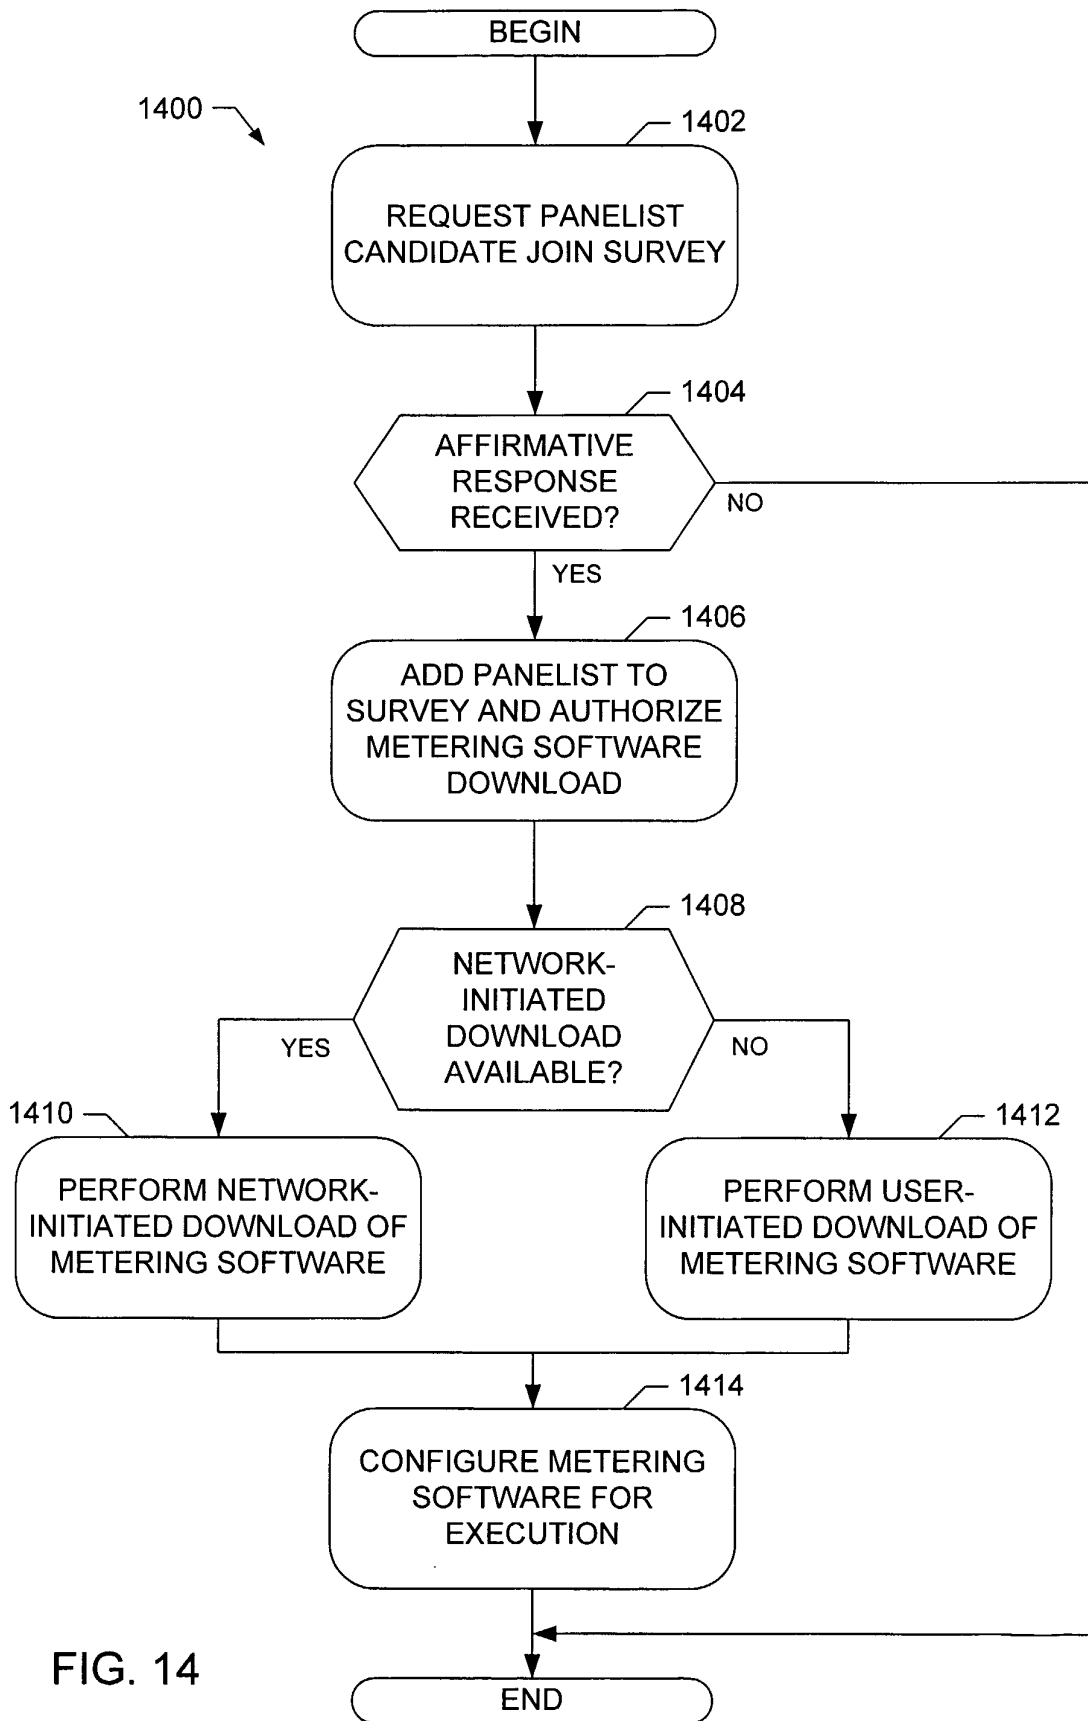 BEGIN
1400
1402
REQUEST PANELIST
CANDIDATE JOIN SURVEY
1404
AFFIRMATIVE
RESPONSE
RECEIVED?
NO
YES
1406
ADD PANELIST TO
SURVEY AND AUTHORIZE
METERING SOFTWARE
DOWNLOAD
1408
NETWORK-
INITIATED
DOWNLOAD
AVAILABLE?
YES
NO
1410
1412
PERFORM NETWORK-
INITIATED DOWNLOAD OF
METERING SOFTWARE
PERFORM USER-
INITIATED DOWNLOAD OF
METERING SOFTWARE
1414
CONFIGURE METERING
SOFTWARE FOR
EXECUTION
FIG. 14
END